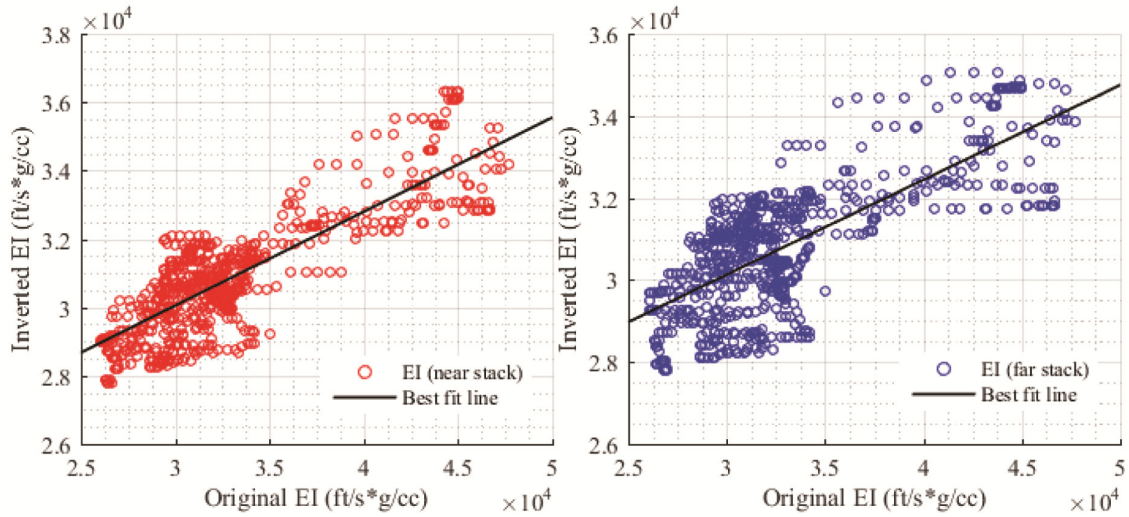 ×10⁴
3.8
3.6
3.4
3.2
3
2.8
2.6
Inverted EI (ft/s*g/cc)
EI (near stack)
Best fit line
2.5 3 3.5 4 4.5 5
Original EI (ft/s*g/cc)
×10⁴
×10⁴
3.6
3.4
3.2
3
2.8
2.6
Inverted EI (ft/s*g/cc)
EI (far stack)
Best fit line
2.5 3 3.5 4 4.5 5
Original EI (ft/s*g/cc)
×10⁴